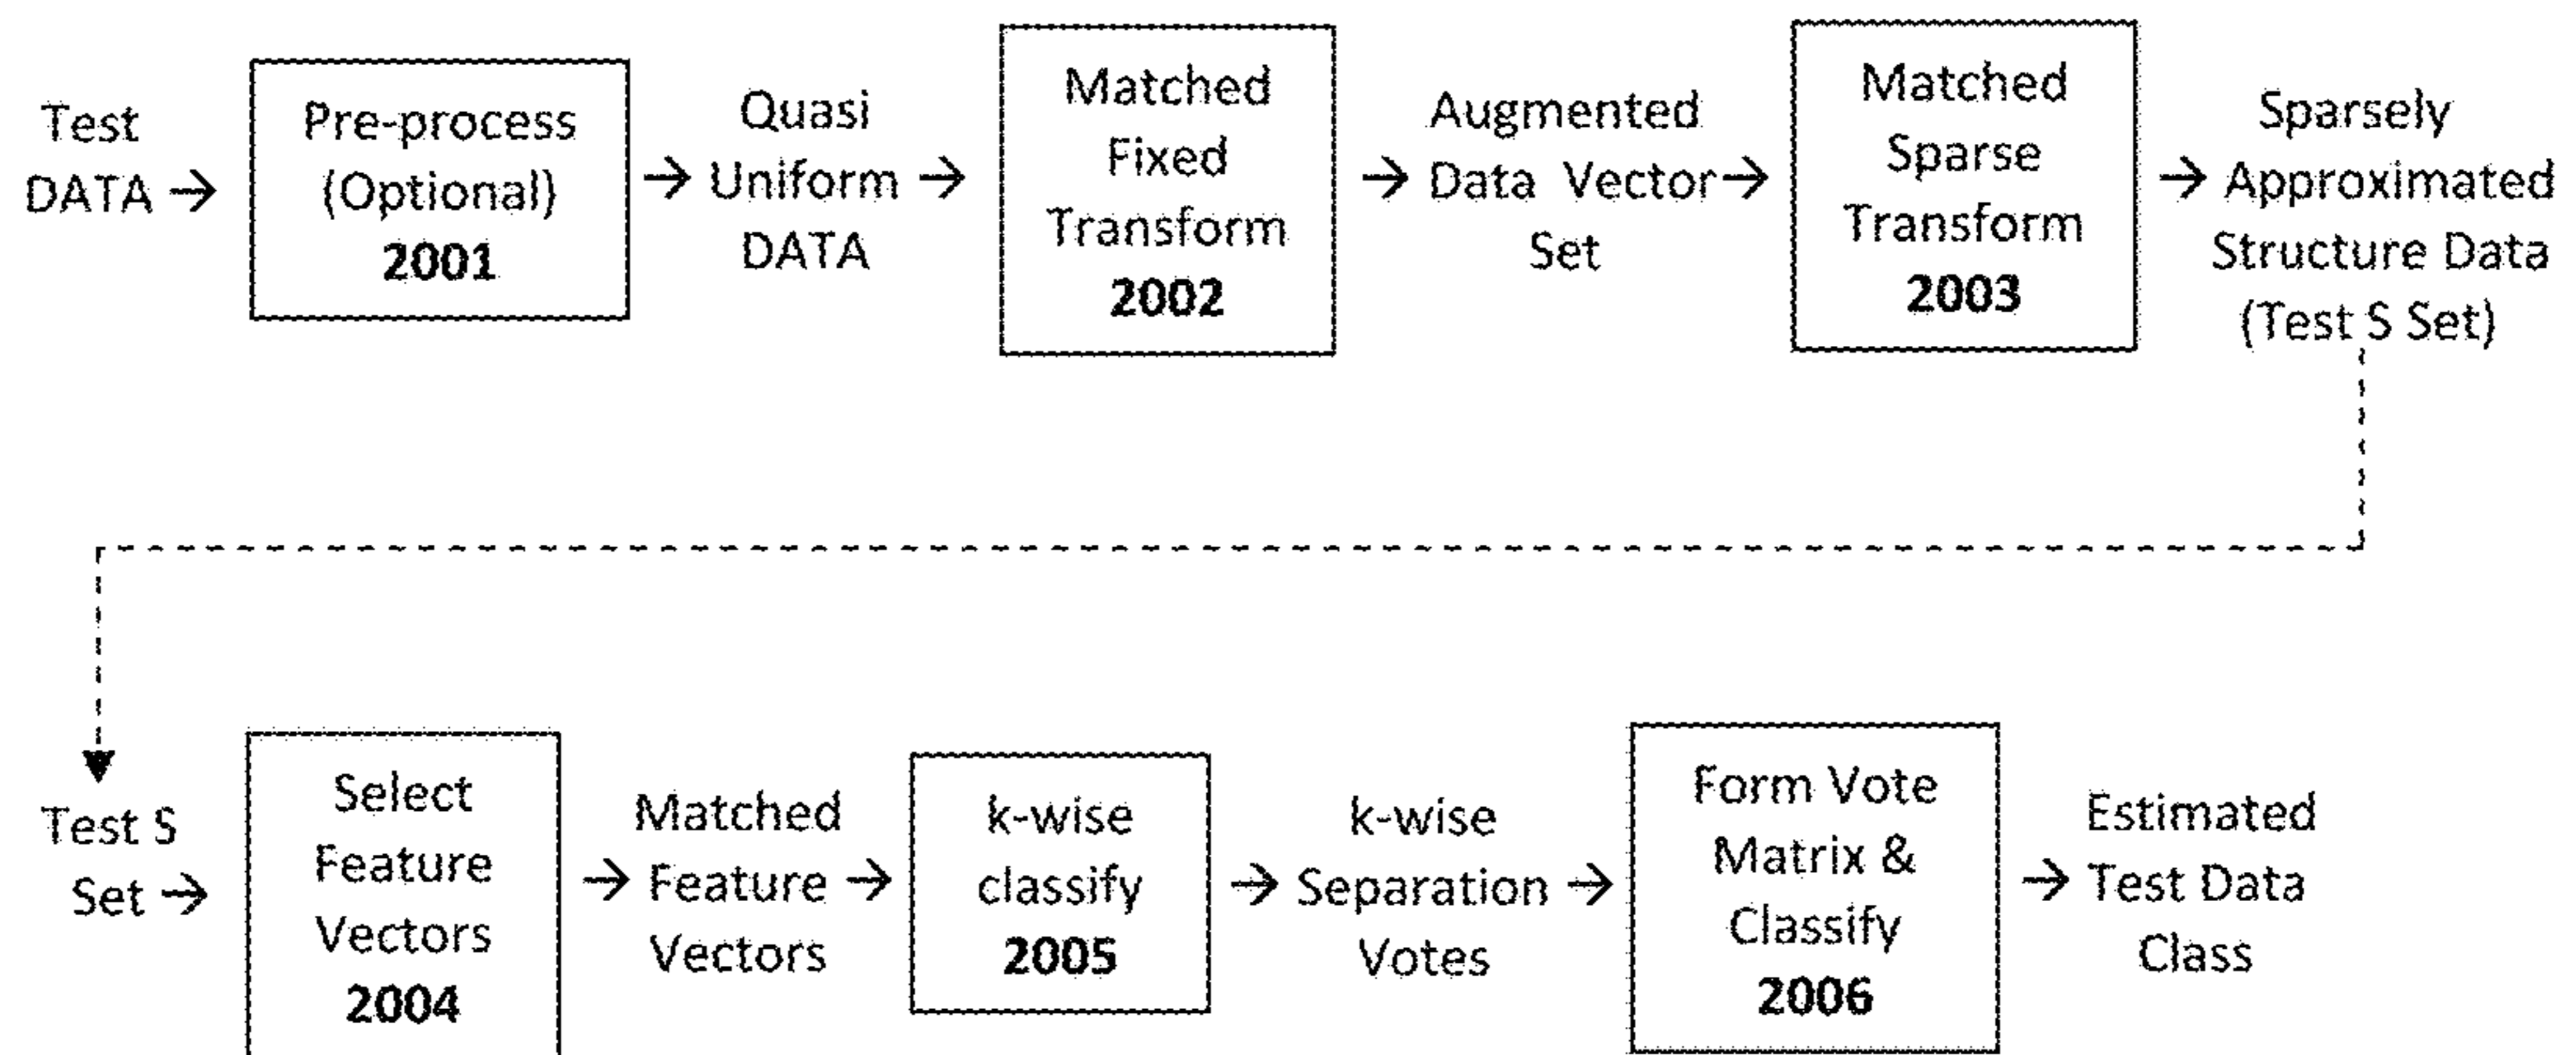 Test
DATA →
Pre-process
(Optional)
2001
→ Quasi
Uniform →
DATA
Matched
Fixed
Transform
2002
→ Augmented
Data Vector →
Set
Matched
Sparse
Transform
2003
→ Sparsely
Approximated
Structure Data
(Test S Set)
Test S
Set →
Select
Feature
Vectors
2004
→ Matched
Feature →
Vectors
k-wise
classify
2005
→ k-wise
Separation →
Votes
Form Vote
Matrix &
Classify
2006
→ Estimated
Test Data
Class